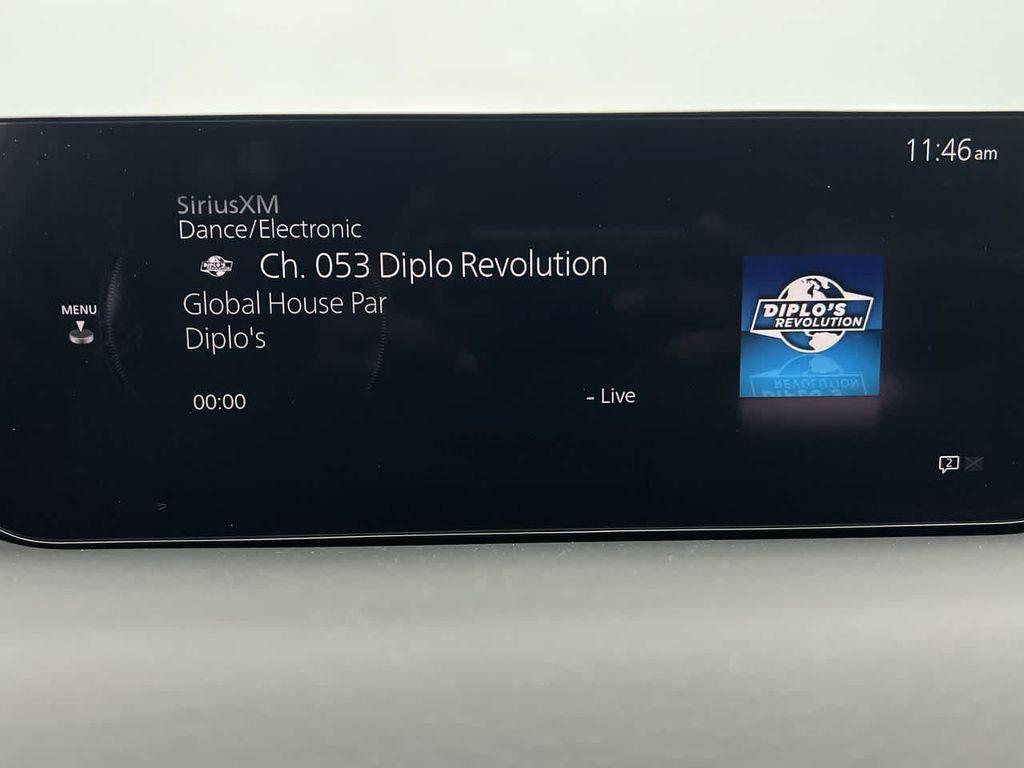 11:46am
SiriusXM
Dance/Electronic
Ch. 053 Diplo Revolution
Global House Par
Diplo's
MENU
00:00
- Live
DIPLO'S
REVOLUTION
2